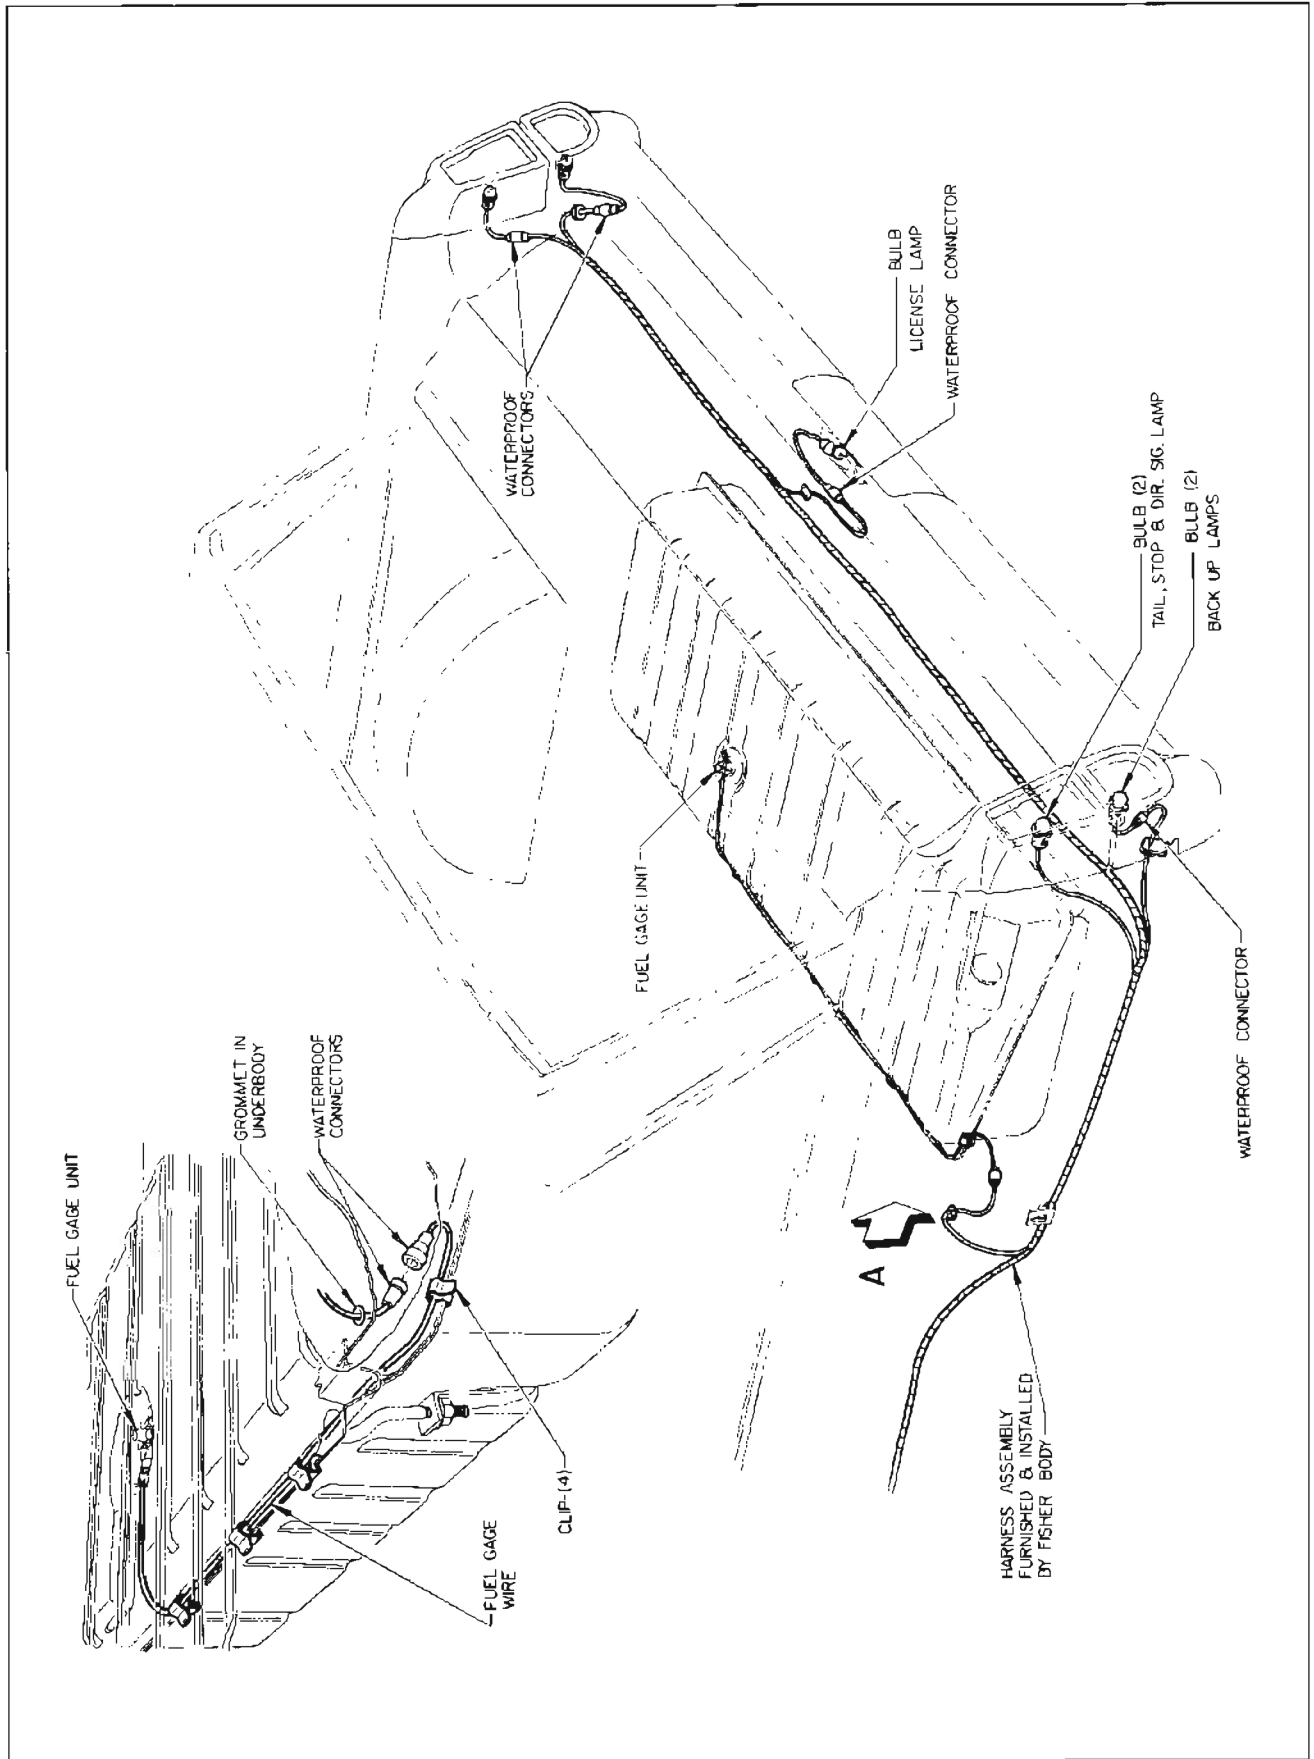 FUEL GAGE UNIT
GROMMET IN
UNDERBODY
WATERPROOF
CONNECTORS
FUEL GAGE
WIRE
CLIP-(4)
WATERPROOF
CONNECTORS
BULB
LICENSE LAMP
WATERPROOF CONNECTOR
FUEL GAGE UNIT
BULB (2)
TAIL, STOP & DIR. SIG. LAMP
BULB (2)
BACK UP LAMPS
A
HARNESS ASSEMBLY
FURNISHED & INSTALLED
BY FISHER BODY
WATERPROOF CONNECTOR